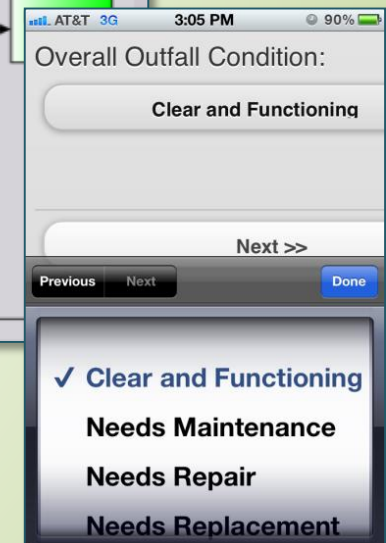 AT&T 3G 3:05 PM 90%
Overall Outfall Condition:
Clear and Functioning
Next >>
Previous Next Done
✓ Clear and Functioning
Needs Maintenance
Needs Repair
Needs Replacement